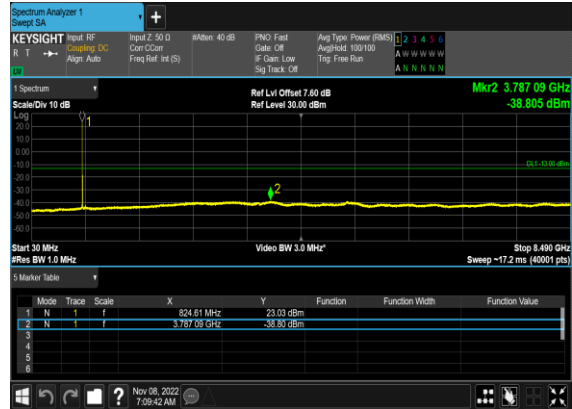 Spectrum Analyzer 1
Swept SA
+
KEYSIGHT Input: RF Input Z: 50 Ω #Atten: 40 dB PNO: Fast Avg Type: Power (RMS) 1 2 3 4 5 6
R T Coupling: DC Corr CCorr Gate: Off Avg|Hold: 100/100 A W W W W W
Align: Auto Freq Ref: Int (S) IF Gain: Low Trig: Free Run
Sig Track: Off A N N N N N
1 Spectrum Ref Lvl Offset 7.60 dB Mkr2 3.787 09 GHz
Scale/Div 10 dB Ref Level 30.00 dBm -38.805 dBm
Log
1
20.0
10.0
0.00
-10.0
DL1 -13.00 dBm
-20.0
-30.0
2
-40.0
-50.0
-60.0
Start 30 MHz Video BW 3.0 MHz* Stop 8.490 GHz
#Res BW 1.0 MHz Sweep ~17.2 ms (40001 pts)
5 Marker Table
Mode Trace Scale X Y Function Function Width Function Value
1 N 1 f 824.61 MHz 23.03 dBm
2 N 1 f 3.787 09 GHz -38.80 dBm
3
4
5
6
? Nov 08, 2022
7:09:42 AM